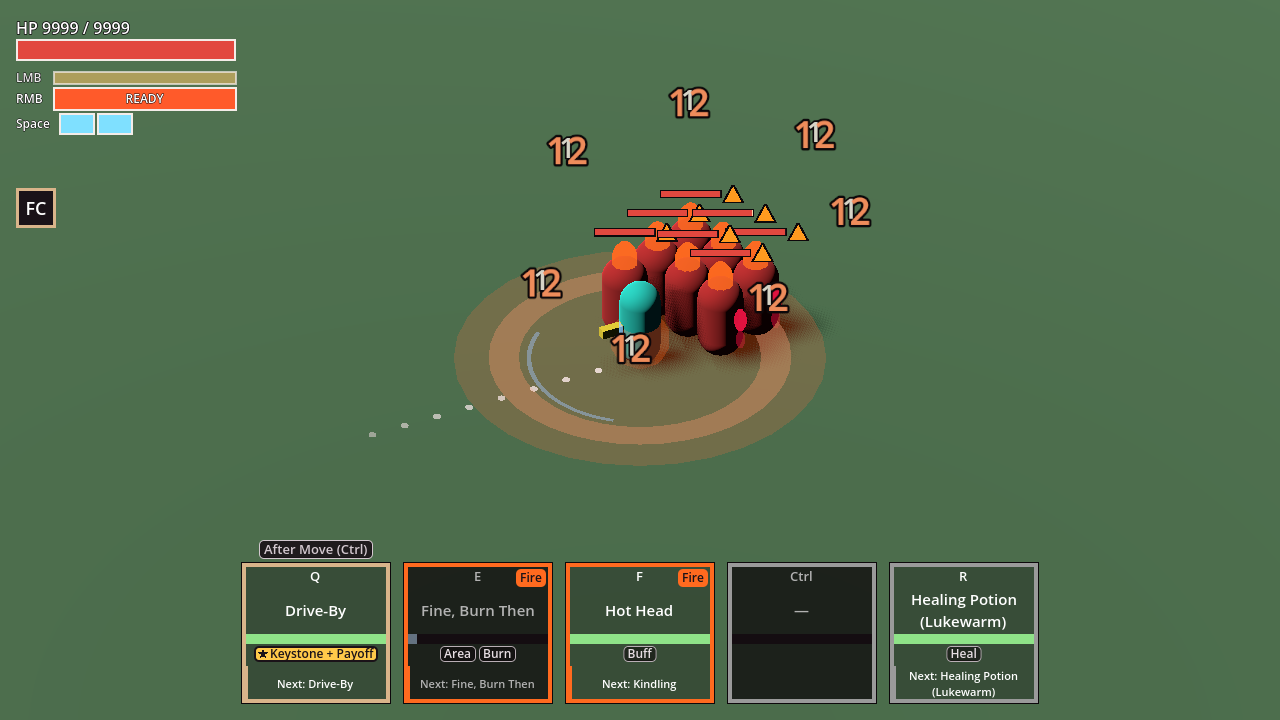 HP 9999 / 9999
LMB
RMB READY
Space
FC
12
12
12
12
12
12
12
After Move (Ctrl)
Q
Drive-By
★ Keystone + Payoff
Next: Drive-By
E Fire
Fine, Burn Then
Area Burn
Next: Fine, Burn Then
F Fire
Hot Head
Buff
Next: Kindling
Ctrl
—
R
Healing Potion
(Lukewarm)
Heal
Next: Healing Potion
(Lukewarm)